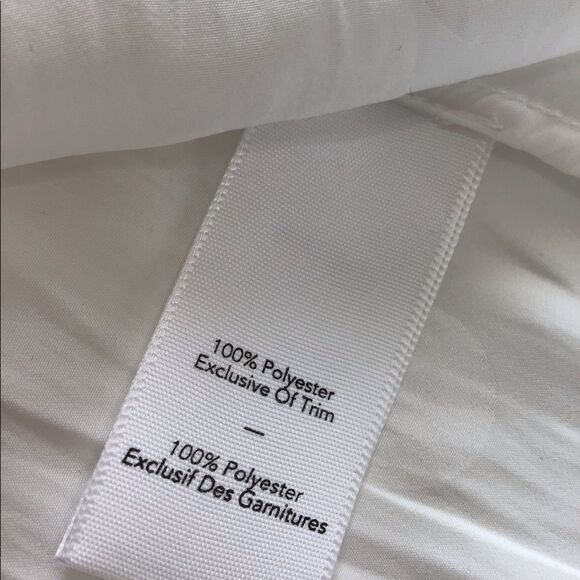 100% Polyester
Exclusive Of Trim
—
100% Polyester
Exclusif Des Garnitures